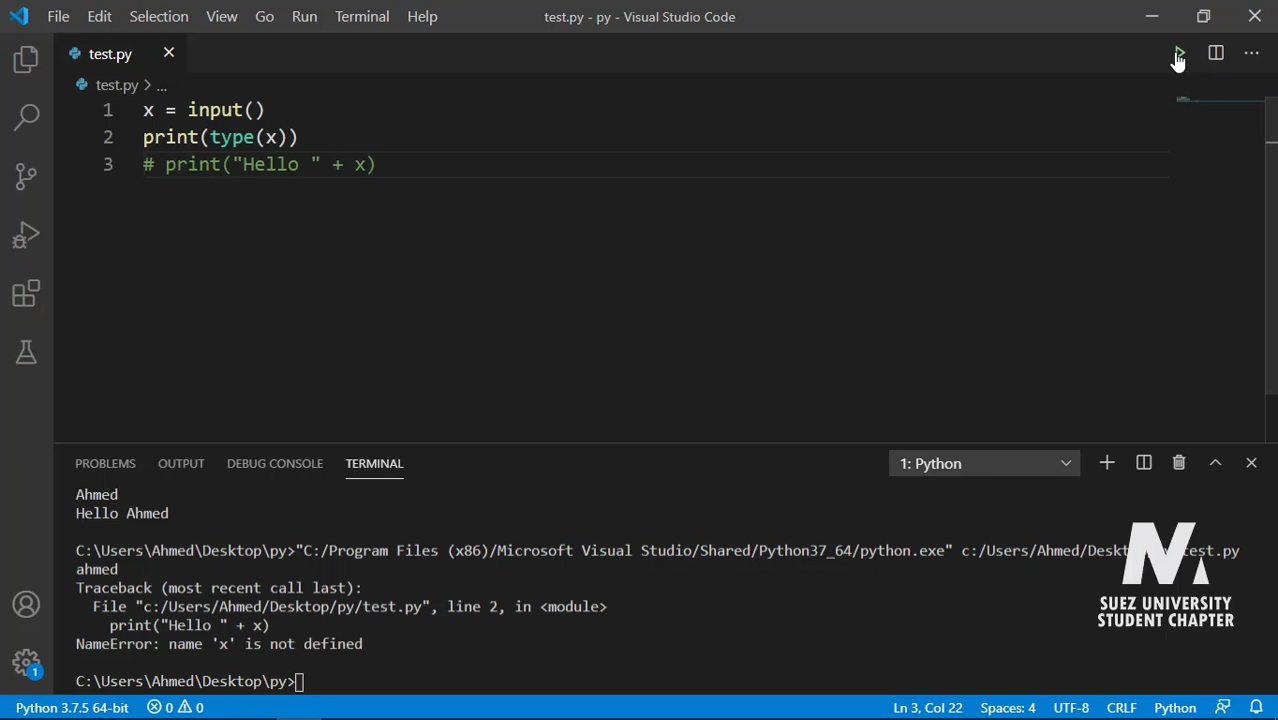 File Edit Selection View Go Run Terminal Help test.py - py - Visual Studio Code
test.py
test.py > ...
1 x = input()
2 print(type(x))
3 # print("Hello " + x)
PROBLEMS OUTPUT DEBUG CONSOLE TERMINAL 1: Python
Ahmed
Hello Ahmed
C:\Users\Ahmed\Desktop\py>"C:/Program Files (x86)/Microsoft Visual Studio/Shared/Python37_64/python.exe" c:/Users/Ahmed/Desktop/py/test.py
ahmed
Traceback (most recent call last):
File "c:/Users/Ahmed/Desktop/py/test.py", line 2, in <module>
print("Hello " + x)
NameError: name 'x' is not defined
C:\Users\Ahmed\Desktop\py>
SUEZ UNIVERSITY
STUDENT CHAPTER
1
Python 3.7.5 64-bit 0 0 Ln 3, Col 22 Spaces: 4 UTF-8 CRLF Python